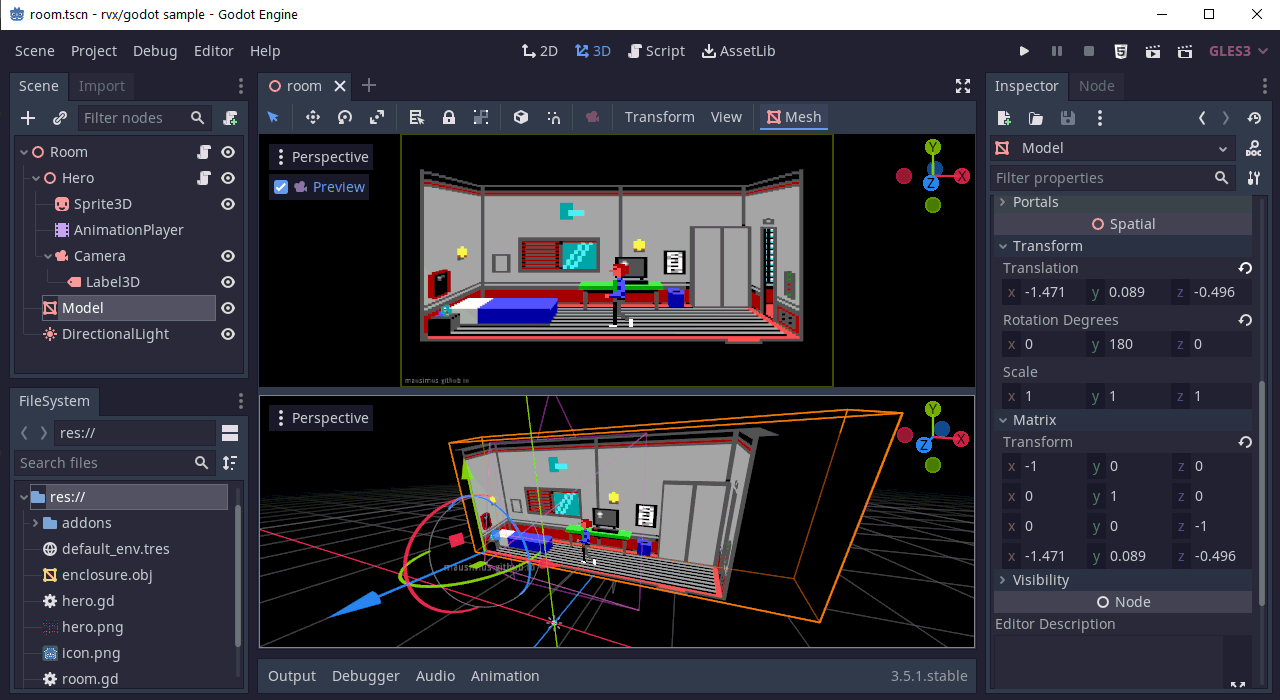 room.tscn - rvx/godot sample - Godot Engine
Scene Project Debug Editor Help
2D 3D Script AssetLib
GLES3
Scene Import
Filter nodes
Room
Hero
Sprite3D
AnimationPlayer
Camera
Label3D
Model
DirectionalLight
FileSystem
res://
Search files
res://
addons
default_env.tres
enclosure.obj
hero.gd
hero.png
icon.png
room.gd
room
Transform View Mesh
Perspective
Preview
Y
X
Z
mausimus.github.io
Perspective
Y
X
Z
mausimus.github.io
Output Debugger Audio Animation 3.5.1.stable
Inspector Node
Model
DOC
Filter properties
Portals
Spatial
Transform
Translation
x -1.471 y 0.089 z -0.496
Rotation Degrees
x 0 y 180 z 0
Scale
x 1 y 1 z 1
Matrix
Transform
x -1 y 0 z 0
x 0 y 1 z 0
x 0 y 0 z -1
x -1.471 y 0.089 z -0.496
Visibility
Node
Editor Description